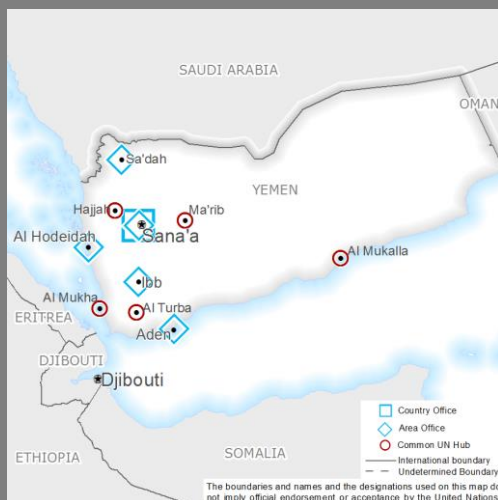 SAUDI ARABIA
OMAN
Sa'dah
YEMEN
Hajjah
Ma'rib
Sana'a
Al Hodeidah
Al Mukalla
Ibb
Al Mukha
Al Turba
ERITREA
Aden
DJIBOUTI
Djibouti
Country Office
Area Office
Common UN Hub
ETHIOPIA
SOMALIA
International boundary
Undetermined Boundary
The boundaries and names and the designations used on this map do
not imply official endorsement or acceptance by the United Nations.